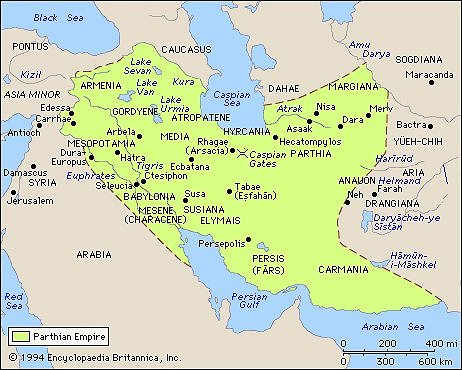 Black Sea
PONTUS
CAUCASUS
Amu
Darya
SOGDIANA
Maracanda
Kizil
Lake
Sevan
ARMENIA
Lake
Van
Kura
Caspian
Sea
DAHAE
MARGIANA
ASIA MINOR
Lake
Urmia
GORDYENE
ATROPATENE
Atrak
Nisa
Merv
Edessa
Carrhae
Antioch
Arbela
MEDIA
HYRCANIA
Asaak
Dara
Bactra
Hecatompylos
YÜEH-CHIH
MESOPOTAMIA
Rhagae
(Arsacia)
PARTHIA
Dura-
Europus
Hatra
Ecbatana
Caspian
Gates
Harīrūd
Tigris
Ctesiphon
ARIA
Damascus
SYRIA
Euphrates
Seleucia
Susa
Tabae
(Eṣfahān)
ANAUON
Helmand
Farah
Neh
DRANGIANA
Jerusalem
BABYLONIA
MESENE
(CHARACENE)
SUSIANA
ELYMAIS
Daryācheh-ye
Sīstān
Persepolis
ARABIA
PERSIS
(FĀRS)
CARMANIA
Hāmūn-
i-Māshkel
Red
Sea
Persian
Gulf
Arabian Sea
Parthian Empire
0 200 400 mi
0 300 600 km
© 1994 Encyclopaedia Britannica, Inc.